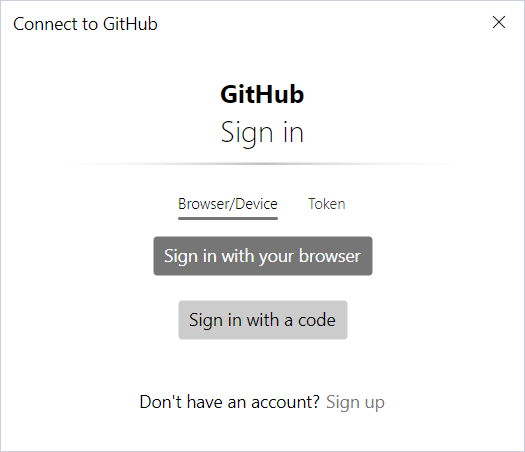 Connect to GitHub
GitHub
Sign in
Browser/Device Token
Sign in with your browser
Sign in with a code
Don't have an account? Sign up